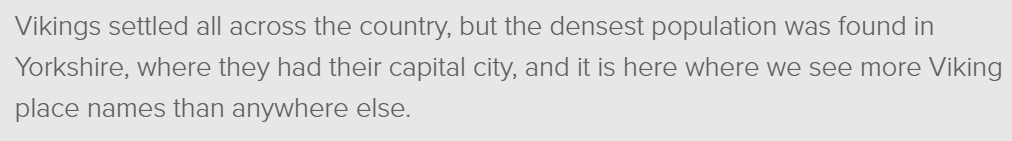 Vikings settled all across the country, but the densest population was found in
Yorkshire, where they had their capital city, and it is here where we see more Viking
place names than anywhere else.